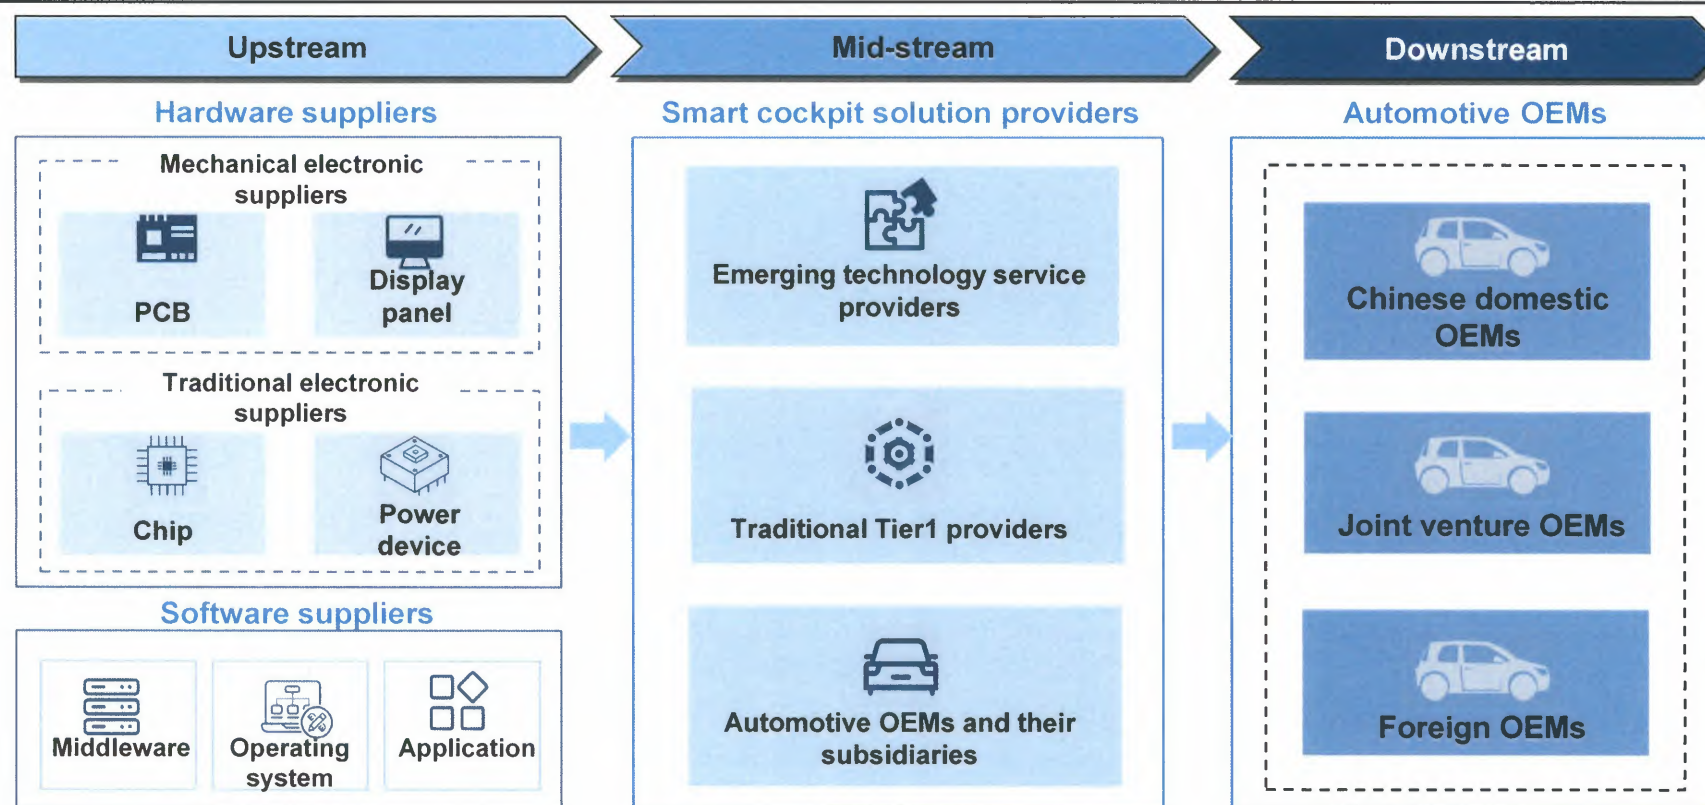 Upstream
Mid-stream
Downstream
Hardware suppliers
Mechanical electronic
suppliers
PCB
Display
panel
Traditional electronic
suppliers
Chip
Power
device
Software suppliers
Middleware
Operating
system
Application
Smart cockpit solution providers
Emerging technology service
providers
Traditional Tier1 providers
Automotive OEMs and their
subsidiaries
Automotive OEMs
Chinese domestic
OEMs
Joint venture OEMs
Foreign OEMs